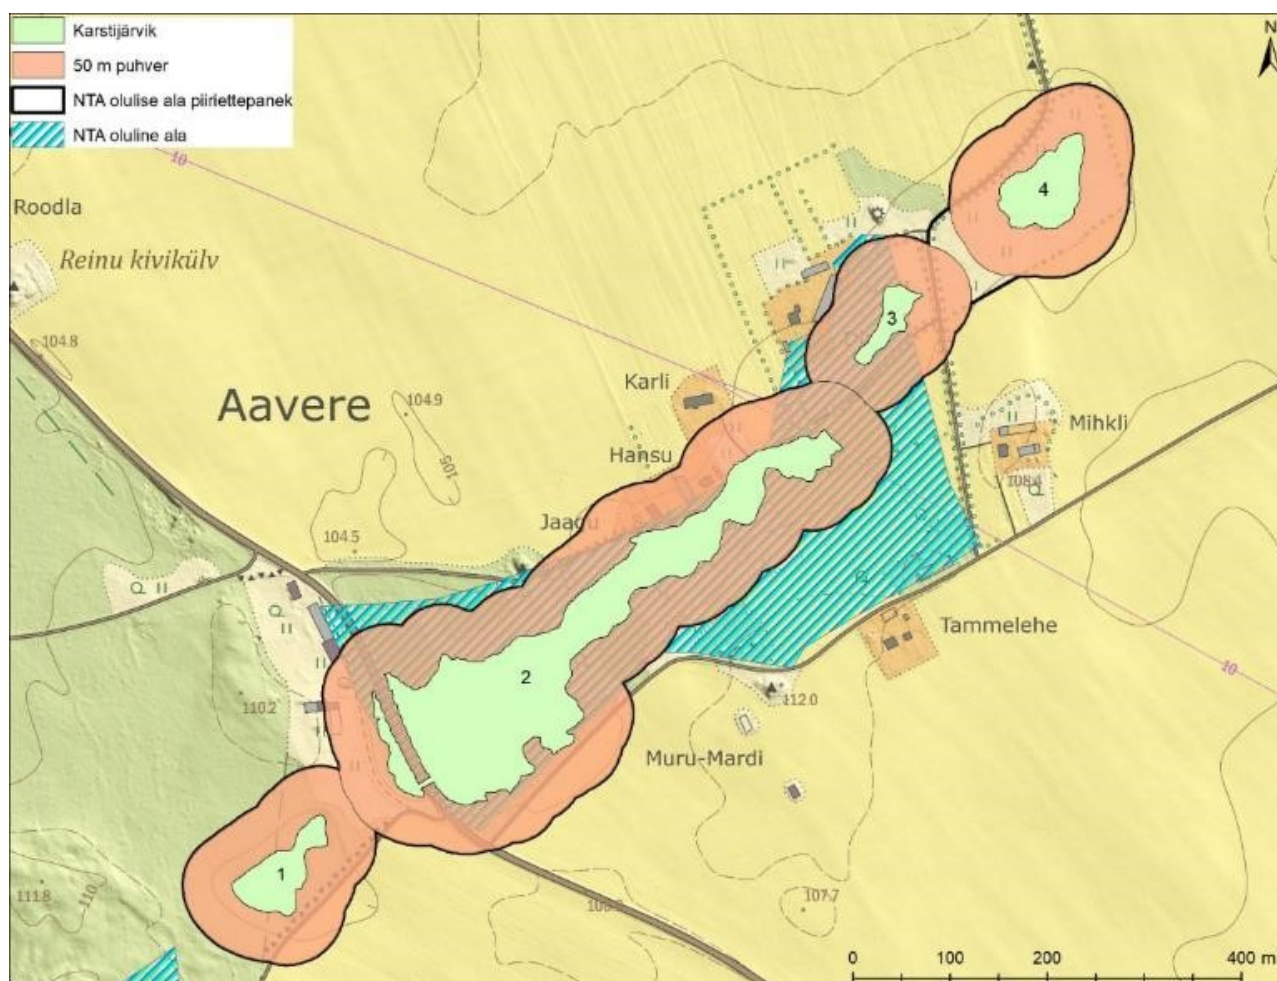 Karstijärvik
50 m puhver
NTA olulise ala piiriettepanek
NTA oluline ala
N
10
4
Roodla
Reinu kivikülv
3
104.8
Karli
Aavere
104.9
Mihkli
Hansu
105
108.4
Jaagu
104.5
Tammelehe
2
10
110.2
112.0
Muru-Mardi
1
111.8
110
107.7
0 100 200 400 m